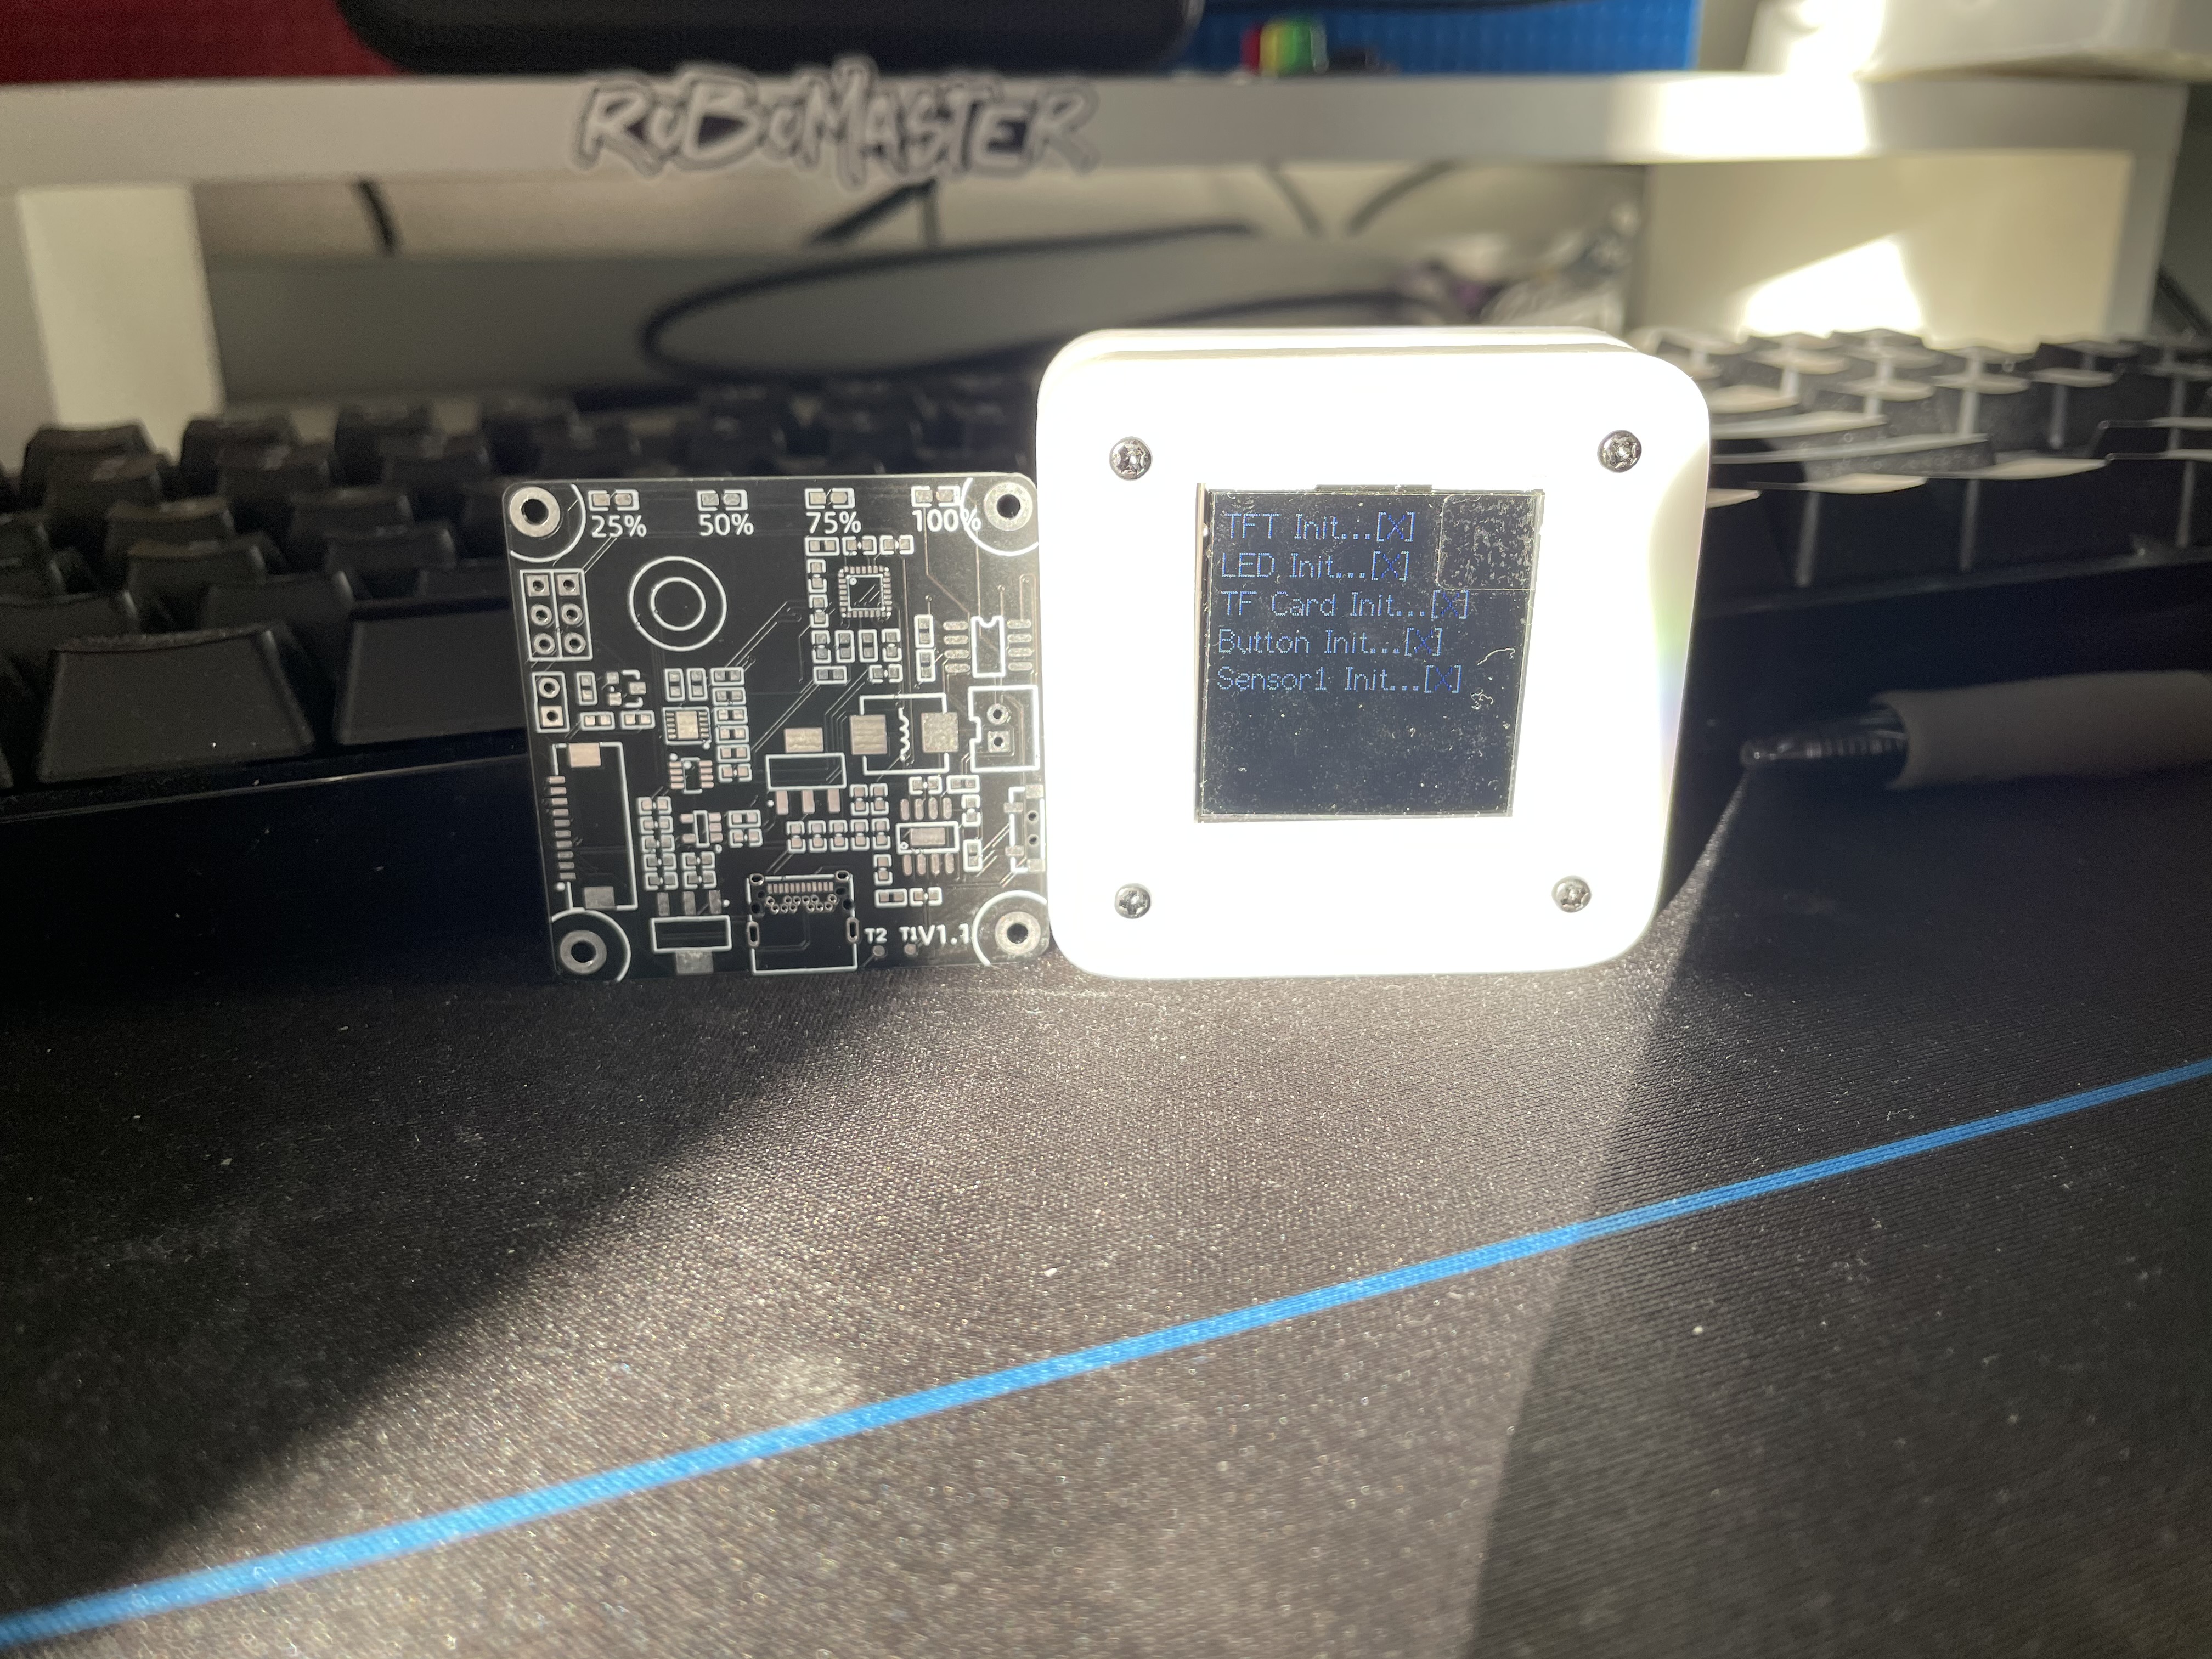 RoBoMASTER
25% 50% 75% 100%
T2 T1 V1.1
TFT Init...[X]
LED Init...[X]
TF Card Init...[X]
Button Init...[X]
Sensor1 Init...[X]